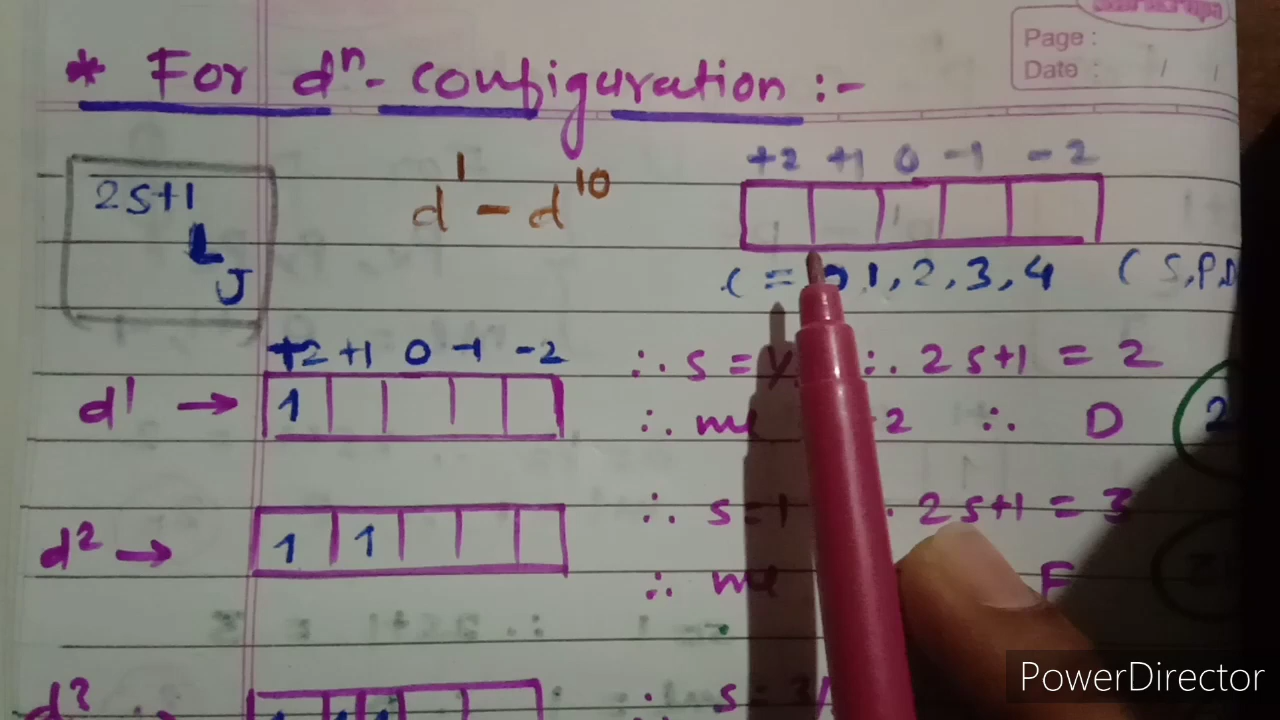 Page :
Date : / /
* For dⁿ- configuration :-
+2 +1 0 -1 -2
2s+1
L
J
d¹ - d¹⁰
= 0, 1, 2, 3, 4 ( S, P, D
+2 +1 0 -1 -2
d¹ → 1 ∴ s = ∴ 2s+1 = 2
∴ ml 2 ∴ D 2
d² → 1 1 ∴ s = 1 2s+1 = 3
∴ ml F
d³ 1 1 1 ∴ s = 3/
PowerDirector